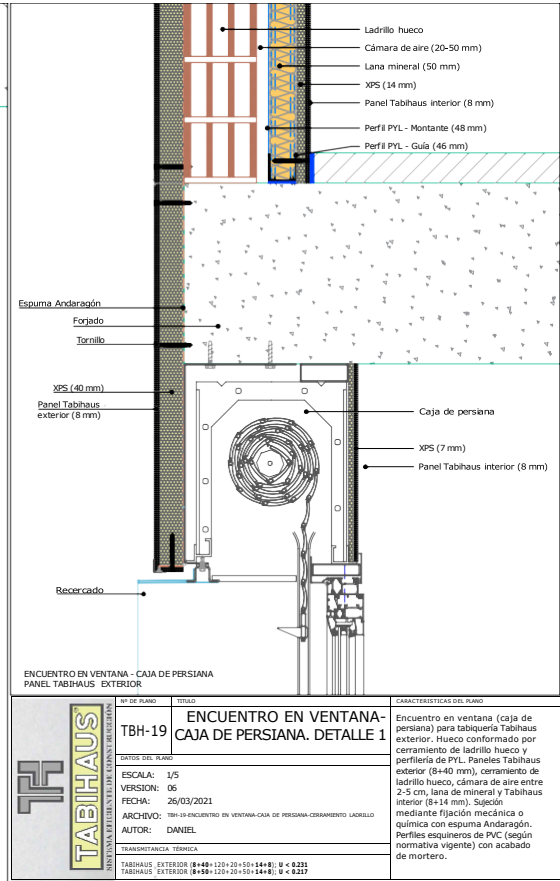 Ladrillo hueco
Cámara de aire (20-50 mm)
Lana mineral (50 mm)
XPS (14 mm)
Panel Tabihaus interior (8 mm)
Perfil PYL - Montante (48 mm)
Perfil PYL - Guía (46 mm)
Espuma Andaragón
Forjado
Tornillo
XPS (40 mm)
Panel Tabihaus
exterior (8 mm)
Caja de persiana
XPS (7 mm)
Panel Tabihaus interior (8 mm)
Recercado
ENCUENTRO EN VENTANA - CAJA DE PERSIANA
PANEL TABIHAUS EXTERIOR
TH
TABIHAUS
SISTEMA EFICIENTE DE CONSTRUCCIÓN
Nº DE PLANO
TBH-19
TITULO
ENCUENTRO EN VENTANA-
CAJA DE PERSIANA. DETALLE 1
DATOS DEL PLANO
ESCALA: 1/5
VERSION: 06
FECHA: 26/03/2021
ARCHIVO: TBH-19-ENCUENTRO EN VENTANA-CAJA DE PERSIANA-CERRAMIENTO LADRILLO
AUTOR: DANIEL
TRANSMITANCIA TÉRMICA
TABIHAUS_EXTERIOR (8+40+120+20+50+14+8); U < 0.231
TABIHAUS_EXTERIOR (8+50+120+20+50+14+8); U < 0.217
CARACTERISTICAS DEL PLANO
Encuentro en ventana (caja de
persiana) para tabiquería Tabihaus
exterior. Hueco conformado por
cerramiento de ladrillo hueco y
perfilería de PYL. Paneles Tabihaus
exterior (8+40 mm), cerramiento de
ladrillo hueco, cámara de aire entre
2-5 cm, lana de mineral y Tabihaus
interior (8+14 mm). Sujeción
mediante fijación mecánica o
química con espuma Andaragón.
Perfiles esquineros de PVC (según
normativa vigente) con acabado
de mortero.